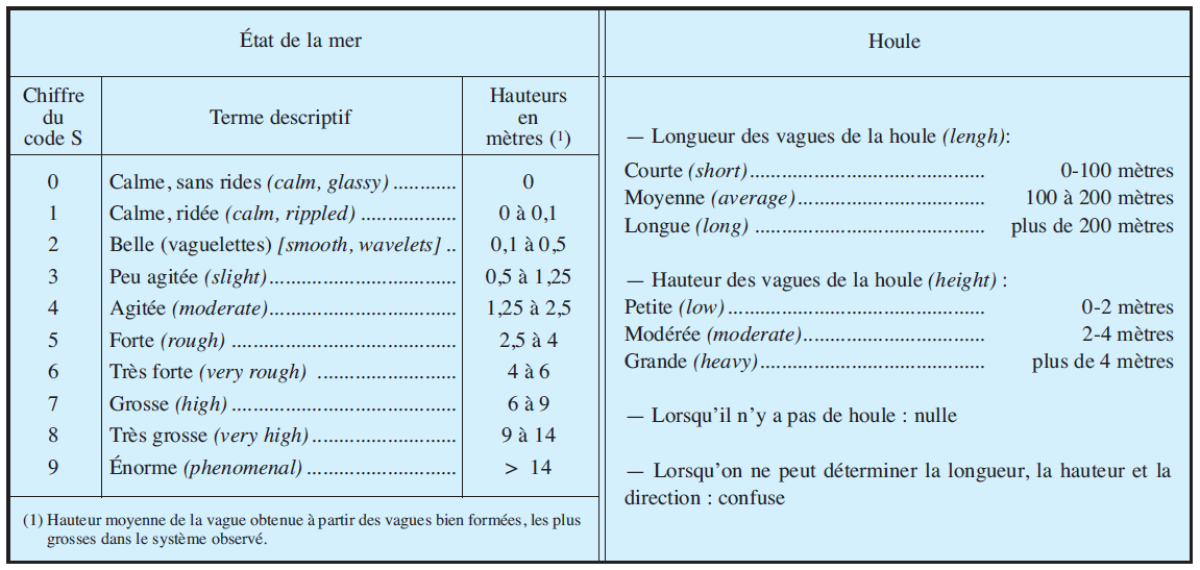 État de la mer
Chiffre
du
code S
Terme descriptif
Hauteurs
en
mètres (1)
0 Calme, sans rides (calm, glassy) ............ 0
1 Calme, ridée (calm, rippled) .................. 0 à 0,1
2 Belle (vaguelettes) [smooth, wavelets] .. 0,1 à 0,5
3 Peu agitée (slight)................................... 0,5 à 1,25
4 Agitée (moderate)................................... 1,25 à 2,5
5 Forte (rough) .......................................... 2,5 à 4
6 Très forte (very rough) .......................... 4 à 6
7 Grosse (high) .......................................... 6 à 9
8 Très grosse (very high) ........................... 9 à 14
9 Énorme (phenomenal) ............................ > 14
(1) Hauteur moyenne de la vague obtenue à partir des vagues bien formées, les plus
grosses dans le système observé.
Houle
— Longueur des vagues de la houle (lengh):
Courte (short)............................................ 0-100 mètres
Moyenne (average)................................... 100 à 200 mètres
Longue (long) ........................................... plus de 200 mètres
— Hauteur des vagues de la houle (height) :
Petite (low) ................................................ 0-2 mètres
Modérée (moderate).................................. 2-4 mètres
Grande (heavy).......................................... plus de 4 mètres
— Lorsqu'il n'y a pas de houle : nulle
— Lorsqu'on ne peut déterminer la longueur, la hauteur et la
direction : confuse